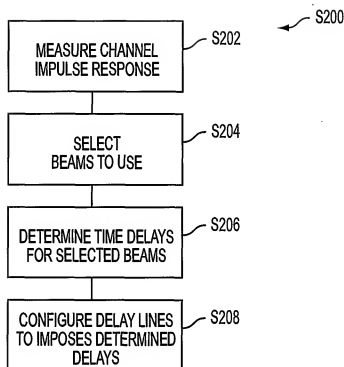 S200
MEASURE CHANNEL
IMPULSE RESPONSE
S202
SELECT
BEAMS TO USE
S204
DETERMINE TIME DELAYS
FOR SELECTED BEAMS
S206
CONFIGURE DELAY LINES
TO IMPOSES DETERMINED
DELAYS
S208